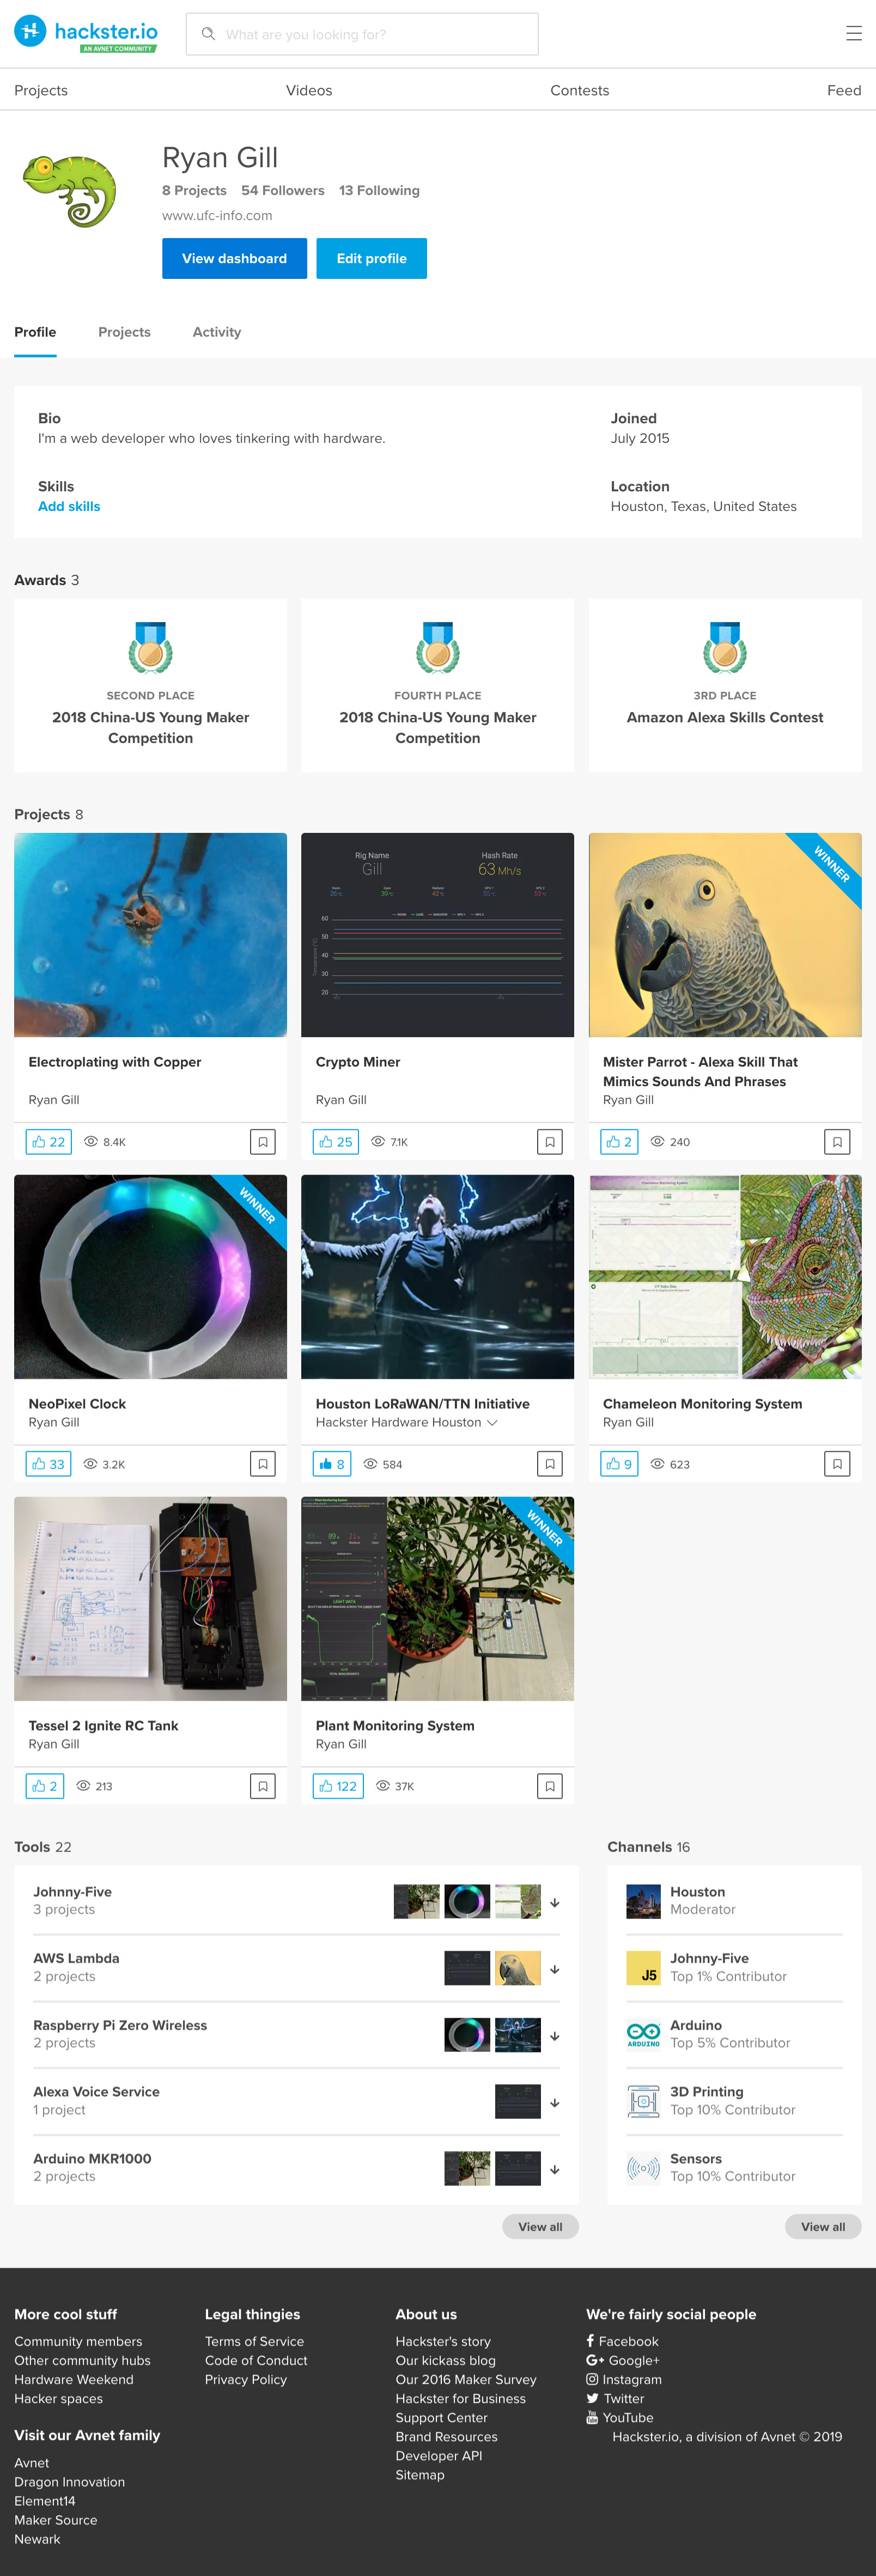 hackster.io
AN AVNET COMMUNITY
What are you looking for?
Projects
Videos
Contests
Feed
Ryan Gill
8 Projects 54 Followers 13 Following
www.ufc-info.com
View dashboard
Edit profile
Profile
Projects
Activity
Bio
I'm a web developer who loves tinkering with hardware.
Joined
July 2015
Skills
Add skills
Location
Houston, Texas, United States
Awards 3
SECOND PLACE
2018 China-US Young Maker
Competition
FOURTH PLACE
2018 China-US Young Maker
Competition
3RD PLACE
Amazon Alexa Skills Contest
Projects 8
Electroplating with Copper
Ryan Gill
22
8.4K
Rig Name
Gill
Hash Rate
63 Mh/s
60
50
40
30
20
Temperature (°C)
Crypto Miner
Ryan Gill
25
7.1K
WINNER
Mister Parrot - Alexa Skill That
Mimics Sounds And Phrases
Ryan Gill
2
240
WINNER
NeoPixel Clock
Ryan Gill
33
3.2K
Houston LoRaWAN/TTN Initiative
Hackster Hardware Houston
8
584
Chameleon Monitoring System
Chameleon Monitoring System
Ryan Gill
9
623
Tessel 2 Ignite RC Tank
Ryan Gill
2
213
Plant Monitoring System
LIGHT DATA
WINNER
Plant Monitoring System
Ryan Gill
122
37K
Tools 22
Johnny-Five
3 projects
AWS Lambda
2 projects
Raspberry Pi Zero Wireless
2 projects
Alexa Voice Service
1 project
Arduino MKR1000
2 projects
View all
Channels 16
Houston
Moderator
J5
Johnny-Five
Top 1% Contributor
ARDUINO
Arduino
Top 5% Contributor
3D Printing
Top 10% Contributor
Sensors
Top 10% Contributor
View all
More cool stuff
Community members
Other community hubs
Hardware Weekend
Hacker spaces
Visit our Avnet family
Avnet
Dragon Innovation
Element14
Maker Source
Newark
Legal thingies
Terms of Service
Code of Conduct
Privacy Policy
About us
Hackster's story
Our kickass blog
Our 2016 Maker Survey
Hackster for Business
Support Center
Brand Resources
Developer API
Sitemap
We're fairly social people
Facebook
Google+
Instagram
Twitter
YouTube
Hackster.io, a division of Avnet © 2019